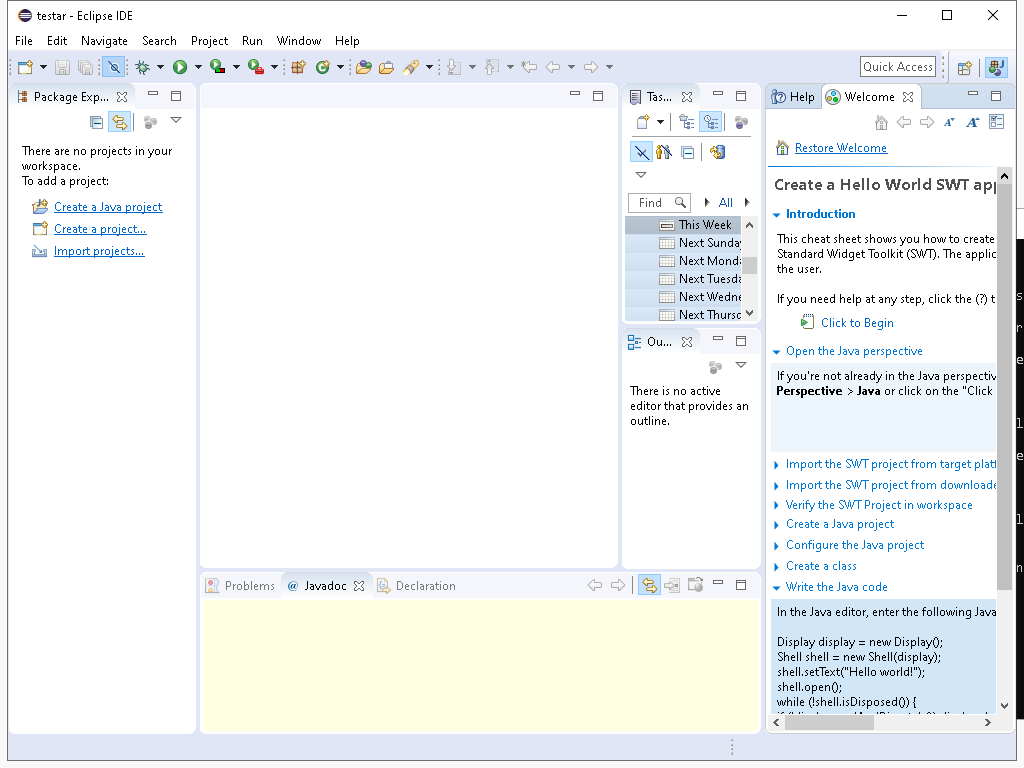 testar - Eclipse IDE
File Edit Navigate Search Project Run Window Help
Quick Access
Package Exp...
There are no projects in your
workspace.
To add a project:
Create a Java project
Create a project...
Import projects...
Tas...
Find
All
This Week
Next Sunday
Next Monda
Next Tuesda
Next Wedne
Next Thursd
Ou...
There is no active
editor that provides an
outline.
Problems
@ Javadoc
Declaration
Help
Welcome
Restore Welcome
Create a Hello World SWT app
Introduction
This cheat sheet shows you how to create
Standard Widget Toolkit (SWT). The applic
the user.
If you need help at any step, click the (?) t
Click to Begin
Open the Java perspective
If you're not already in the Java perspectiv
Perspective > Java or click on the "Click
Import the SWT project from target platf
Import the SWT project from downloade
Verify the SWT Project in workspace
Create a Java project
Configure the Java project
Create a class
Write the Java code
In the Java editor, enter the following Java
Display display = new Display();
Shell shell = new Shell(display);
shell.setText("Hello world!");
shell.open();
while (!shell.isDisposed()) {